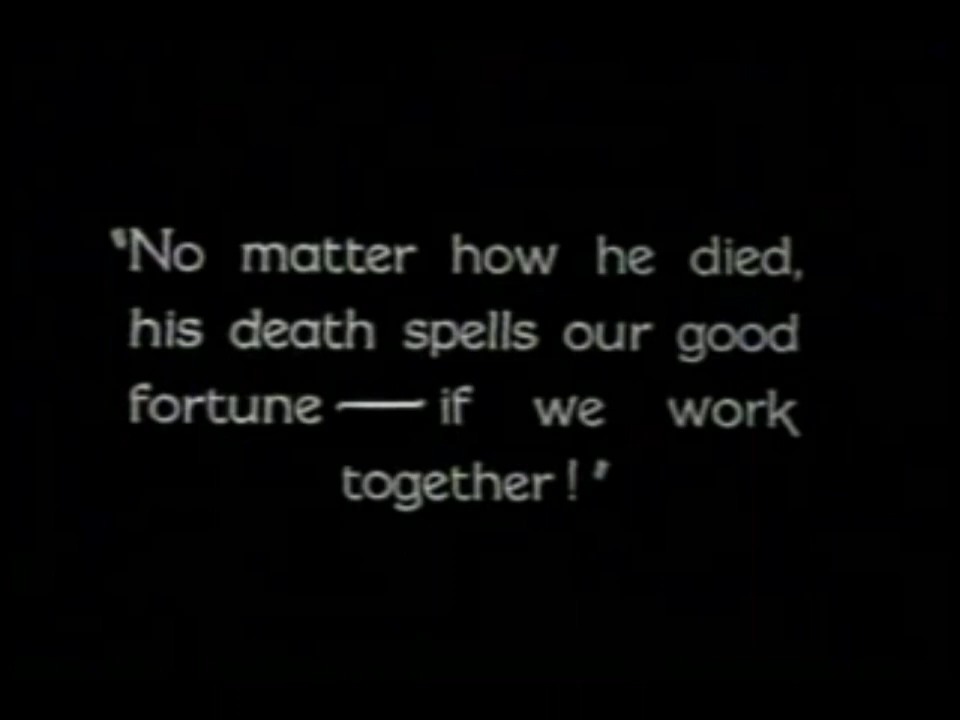 "No matter how he died,
his death spells our good
fortune — if we work
together!"